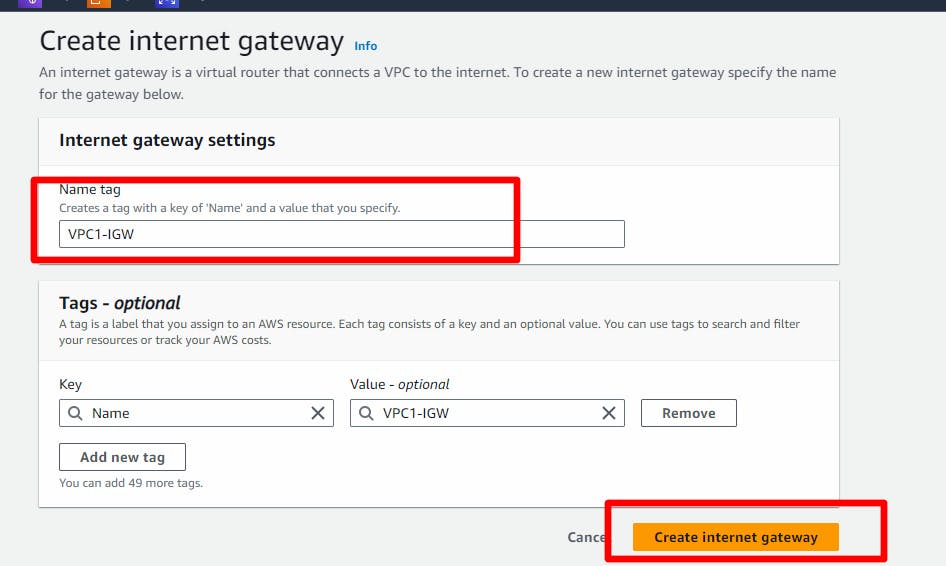 Create internet gateway Info
An internet gateway is a virtual router that connects a VPC to the internet. To create a new internet gateway specify the name
for the gateway below.
Internet gateway settings
Name tag
Creates a tag with a key of 'Name' and a value that you specify.
VPC1-IGW
Tags - optional
A tag is a label that you assign to an AWS resource. Each tag consists of a key and an optional value. You can use tags to search and filter
your resources or track your AWS costs.
Key
Value - optional
Name
VPC1-IGW
Remove
Add new tag
You can add 49 more tags.
Cance
Create internet gateway